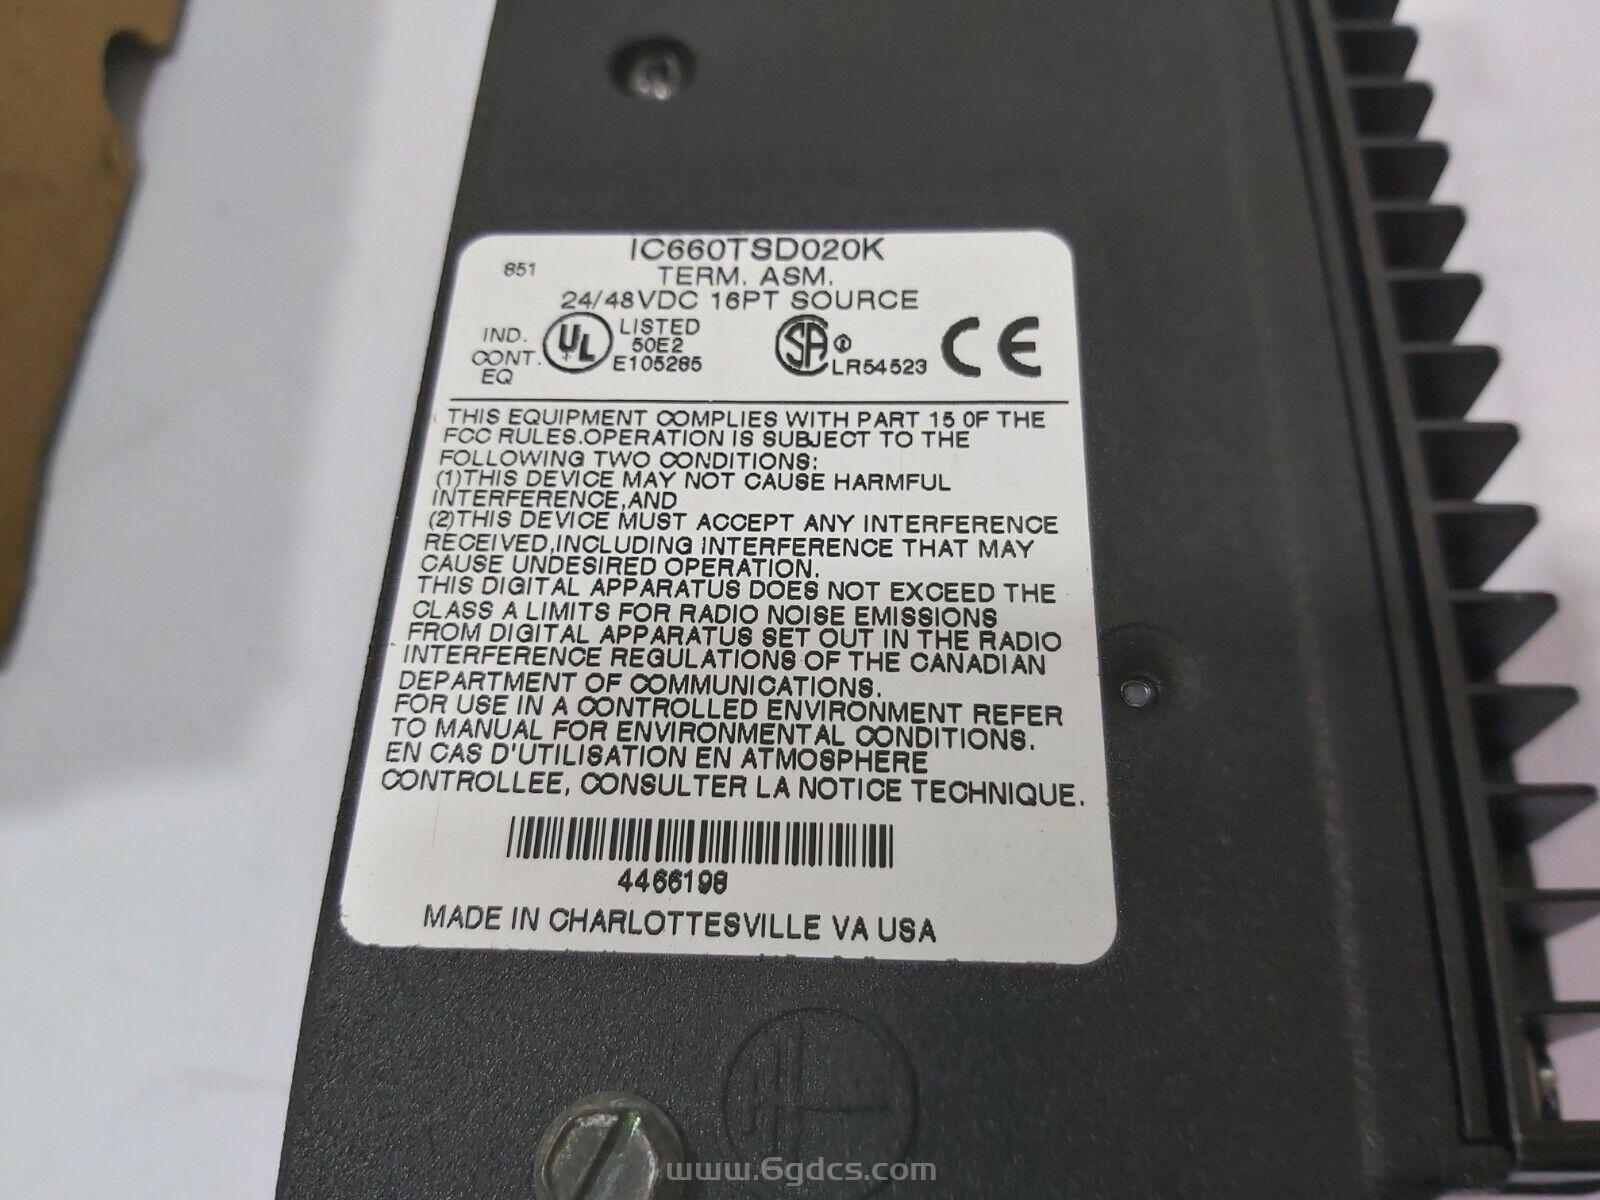 IC660TSD020K
851
TERM. ASM.
24/48VDC 16PT SOURCE
IND.
CONT.
EQ
UL
LISTED
50E2
E105285
SA
LR54523
CE
THIS EQUIPMENT COMPLIES WITH PART 15 OF THE
FCC RULES.OPERATION IS SUBJECT TO THE
FOLLOWING TWO CONDITIONS:
(1)THIS DEVICE MAY NOT CAUSE HARMFUL
INTERFERENCE,AND
(2)THIS DEVICE MUST ACCEPT ANY INTERFERENCE
RECEIVED,INCLUDING INTERFERENCE THAT MAY
CAUSE UNDESIRED OPERATION.
THIS DIGITAL APPARATUS DOES NOT EXCEED THE
CLASS A LIMITS FOR RADIO NOISE EMISSIONS
FROM DIGITAL APPARATUS SET OUT IN THE RADIO
INTERFERENCE REGULATIONS OF THE CANADIAN
DEPARTMENT OF COMMUNICATIONS.
FOR USE IN A CONTROLLED ENVIRONMENT REFER
TO MANUAL FOR ENVIRONMENTAL CONDITIONS.
EN CAS D'UTILISATION EN ATMOSPHERE
CONTROLLEE, CONSULTER LA NOTICE TECHNIQUE.
4466198
MADE IN CHARLOTTESVILLE VA USA
www.6gdcs.com